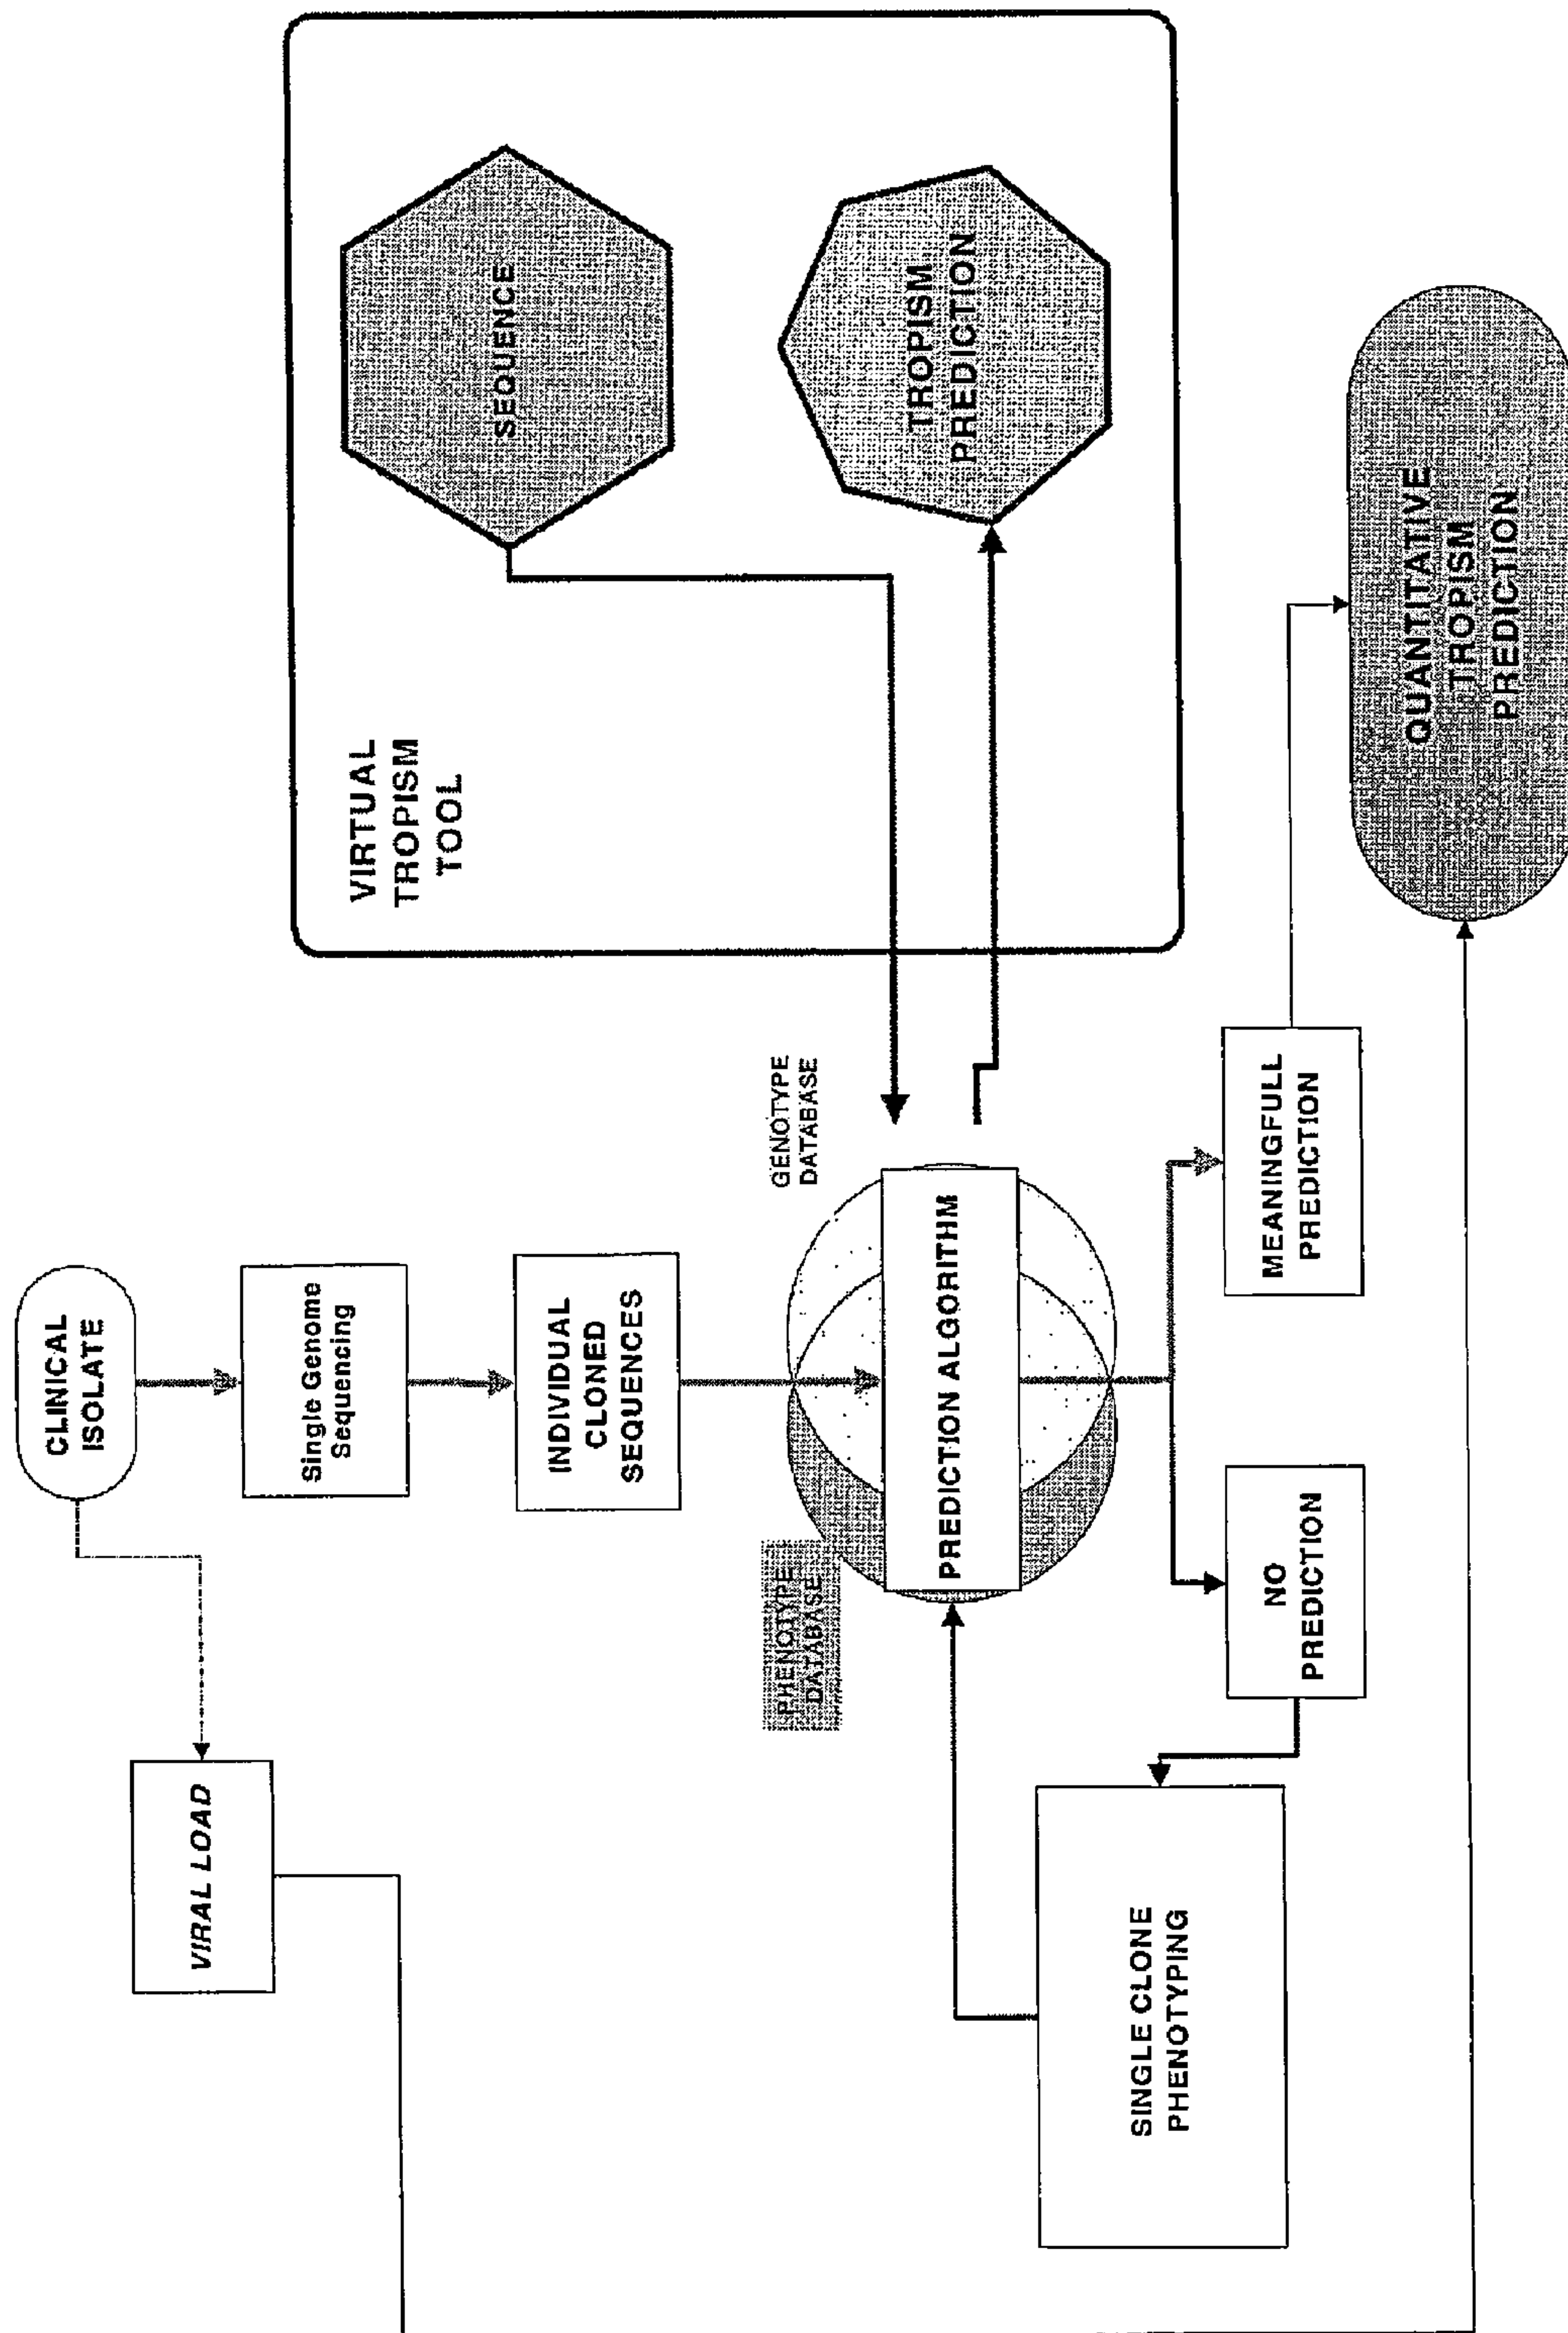 CLINICAL
ISOLATE
VIRAL LOAD
Single Genome
Sequencing
INDIVIDUAL
CLONED
SEQUENCES
PHENOTYPE
DATABASE
GENOTYPE
DATABASE
PREDICTION ALGORITHM
SINGLE CLONE
PHENOTYPING
NO
PREDICTION
MEANINGFULL
PREDICTION
VIRTUAL
TROPISM
TOOL
SEQUENCE
TROPISM
PREDICTION
QUANTITATIVE
TROPISM
PREDICTION